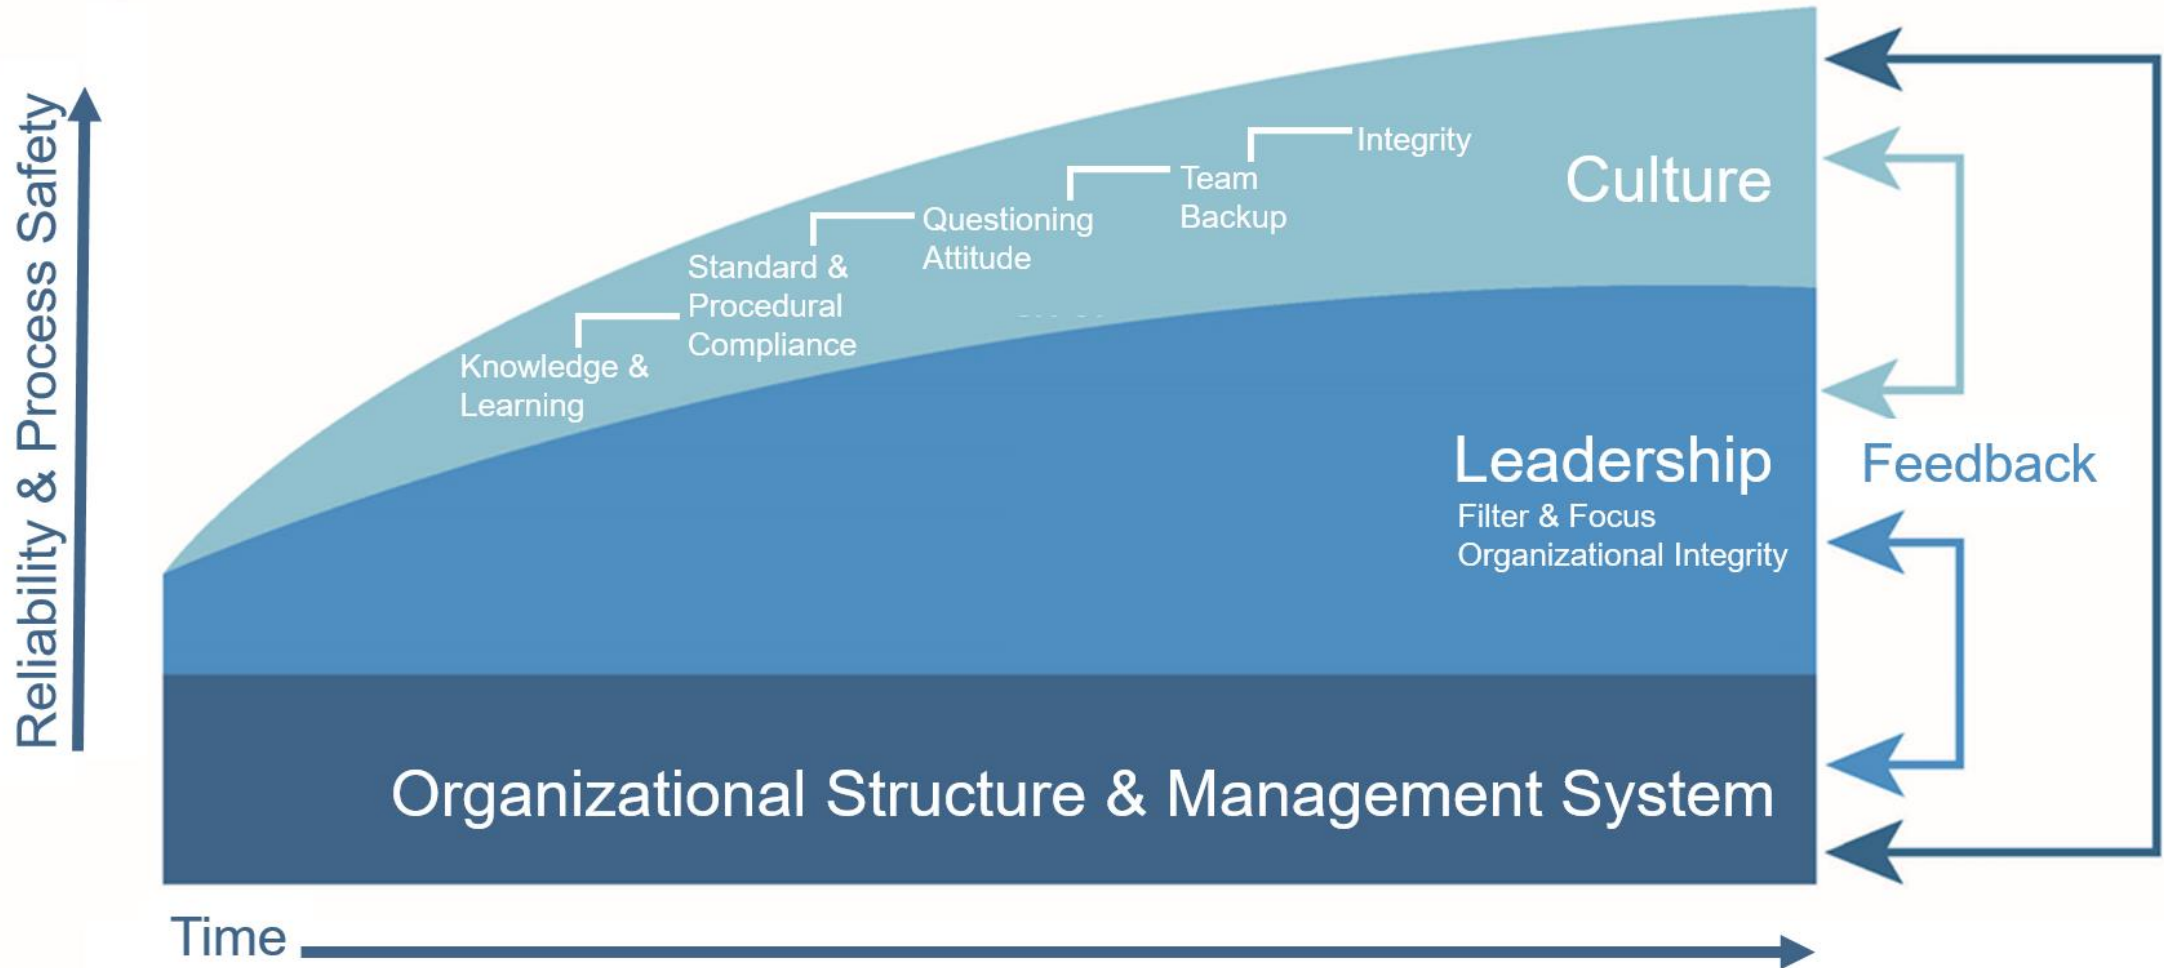 Reliability & Process Safety
Integrity
Team
Backup
Culture
Questioning
Attitude
Standard &
Procedural
Compliance
Knowledge &
Learning
Leadership
Filter & Focus
Organizational Integrity
Feedback
Organizational Structure & Management System
Time